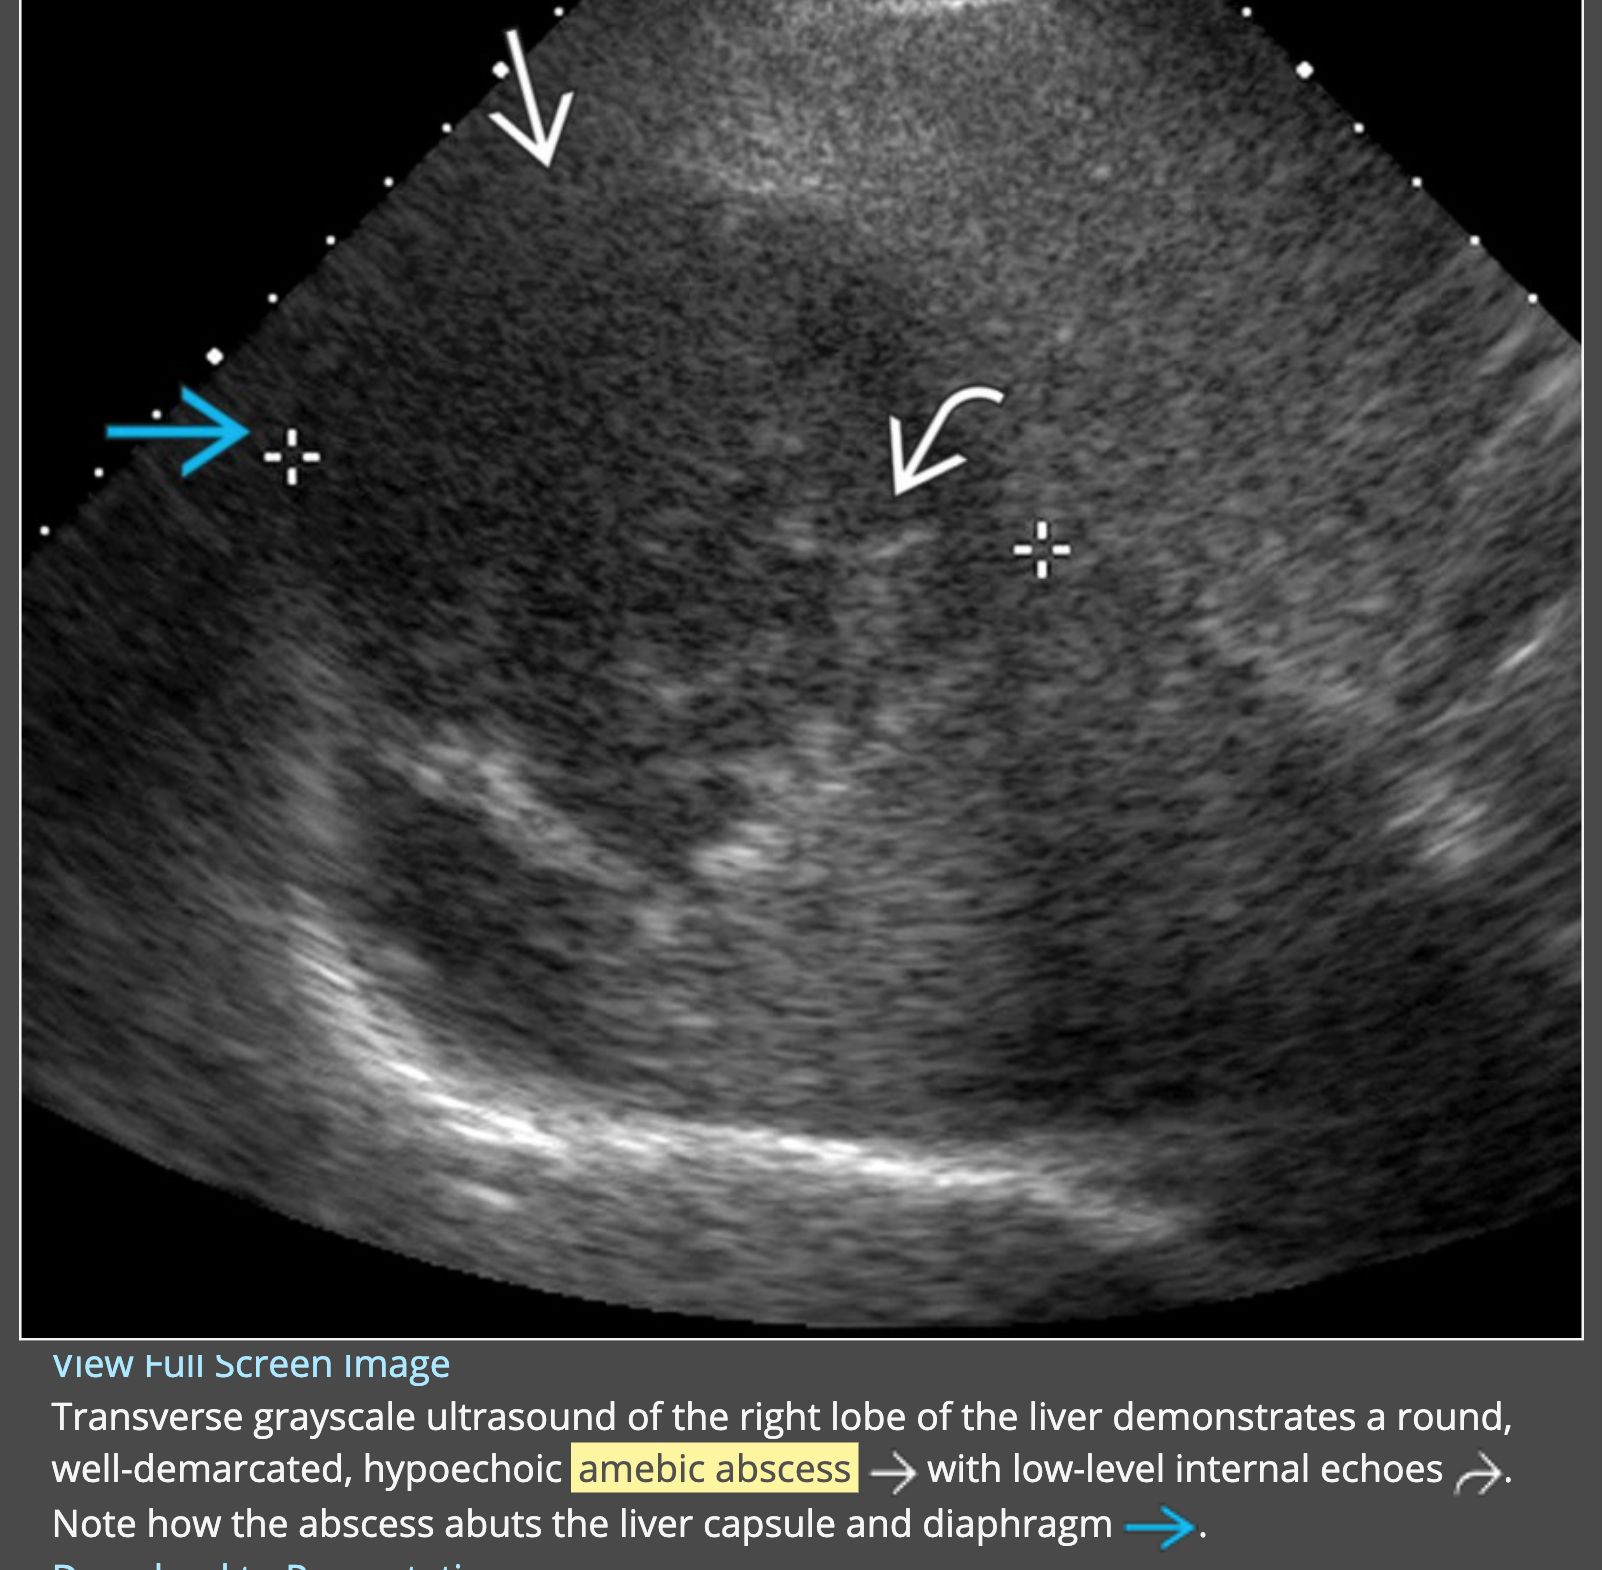 View Full Screen Image
Transverse grayscale ultrasound of the right lobe of the liver demonstrates a round,
well-demarcated, hypoechoic amebic abscess → with low-level internal echoes ↷.
Note how the abscess abuts the liver capsule and diaphragm →.